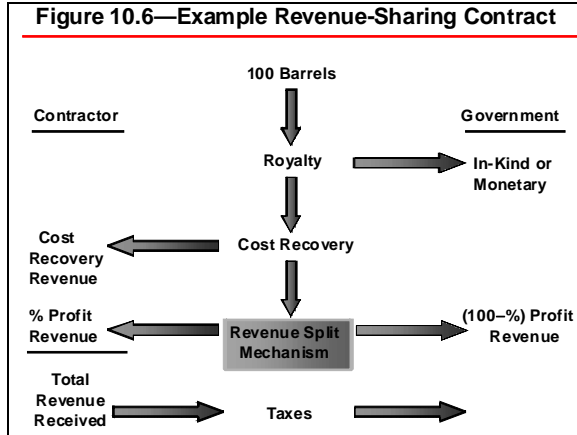 Figure 10.6—Example Revenue-Sharing Contract
100 Barrels
Contractor
Government
Royalty
In-Kind or
Monetary
Cost
Recovery
Revenue
Cost Recovery
% Profit
Revenue
Revenue Split
Mechanism
(100–%) Profit
Revenue
Total
Revenue
Received
Taxes